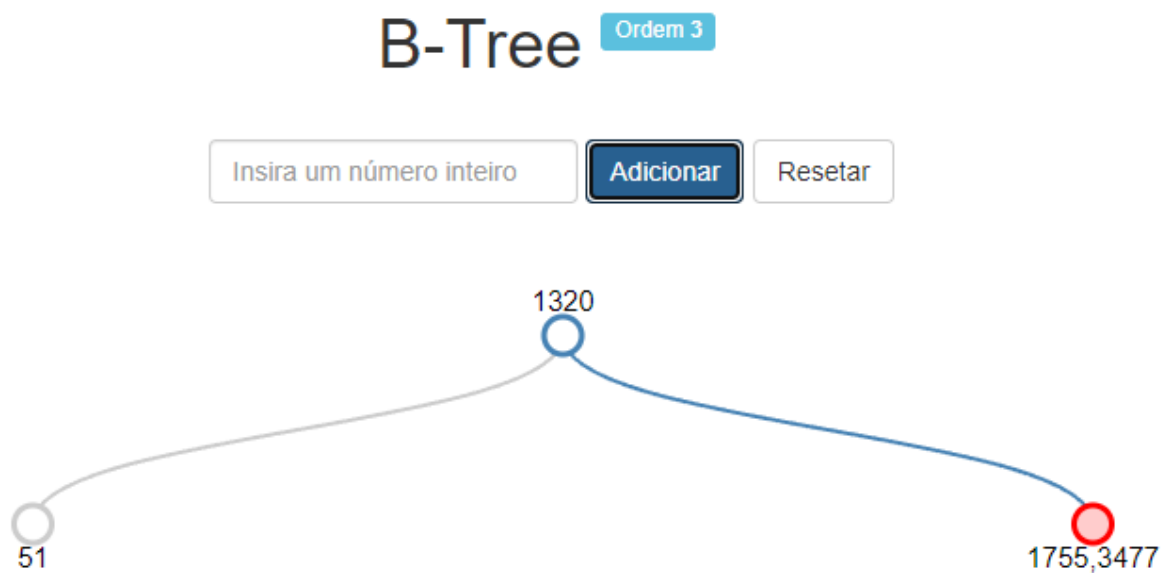 B-Tree Ordem 3
Insira um número inteiro Adicionar Resetar
1320
51 1755,3477